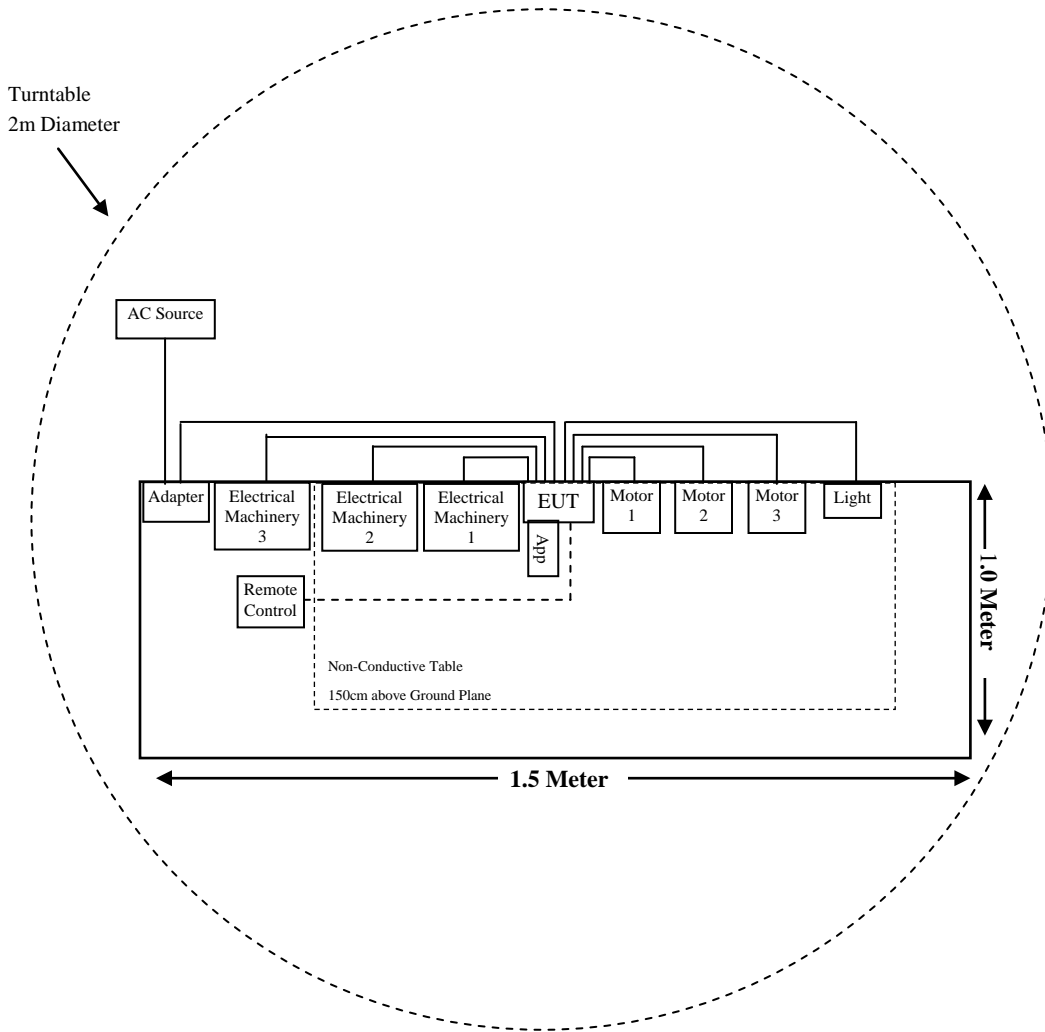 Turntable
2m Diameter
AC Source
Adapter
Electrical
Machinery
3
Electrical
Machinery
2
Electrical
Machinery
1
EUT
App
Motor
1
Motor
2
Motor
3
Light
Remote
Control
Non-Conductive Table
150cm above Ground Plane
1.0 Meter
1.5 Meter